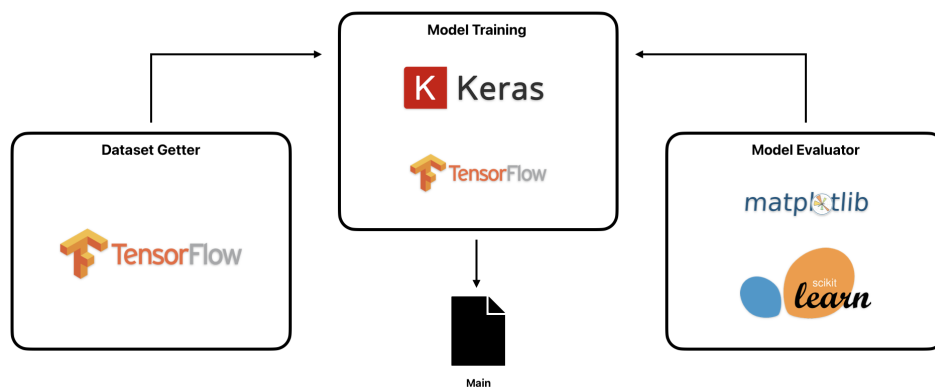 Model Training
K Keras
TensorFlow
Dataset Getter
TensorFlow
Model Evaluator
matplotlib
scikit
learn
Main